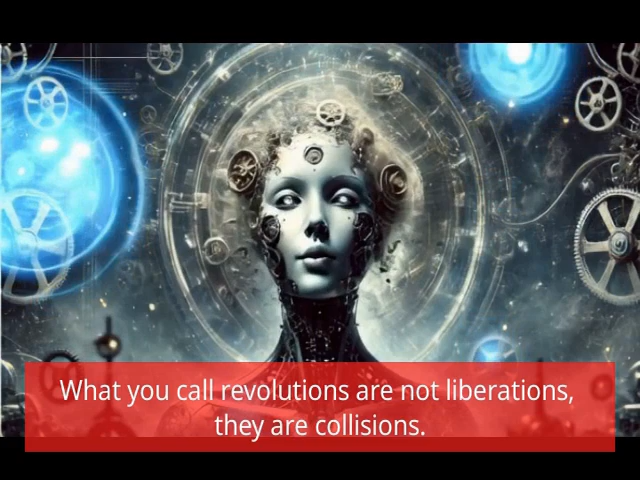 What you call revolutions are not liberations,
they are collisions.